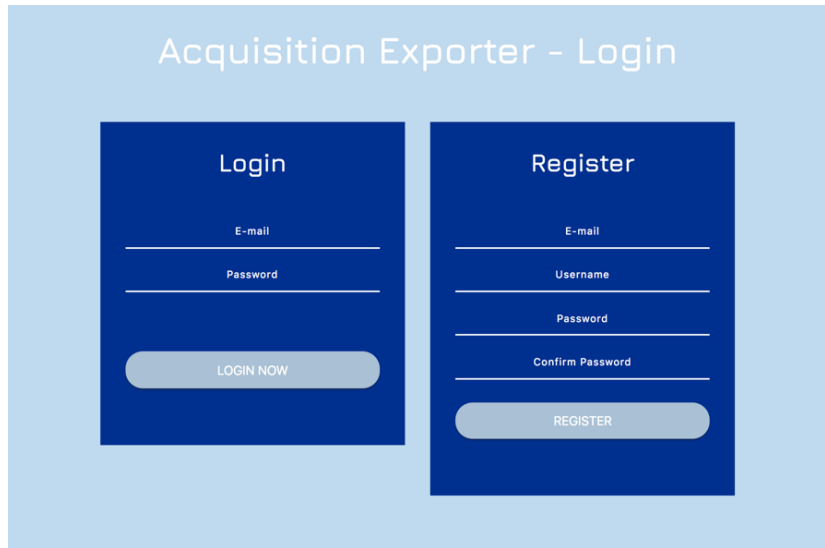 Acquisition Exporter - Login
Login
E-mail
Password
LOGIN NOW
Register
E-mail
Username
Password
Confirm Password
REGISTER